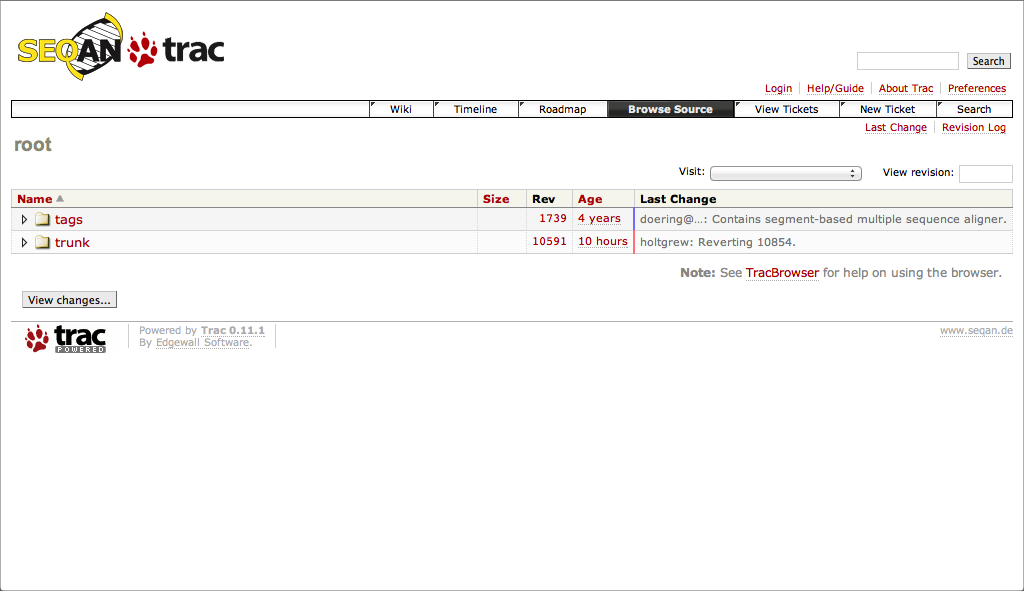 SEQAN trac
Search
Login Help/Guide About Trac Preferences
Wiki Timeline Roadmap Browse Source View Tickets New Ticket Search
Last Change Revision Log
root
Visit: View revision:
Name Size Rev Age Last Change
tags 1739 4 years doering@…: Contains segment-based multiple sequence aligner.
trunk 10591 10 hours holtgrew: Reverting 10854.
Note: See TracBrowser for help on using the browser.
View changes...
trac POWERED
Powered by Trac 0.11.1
By Edgewall Software.
www.seqan.de